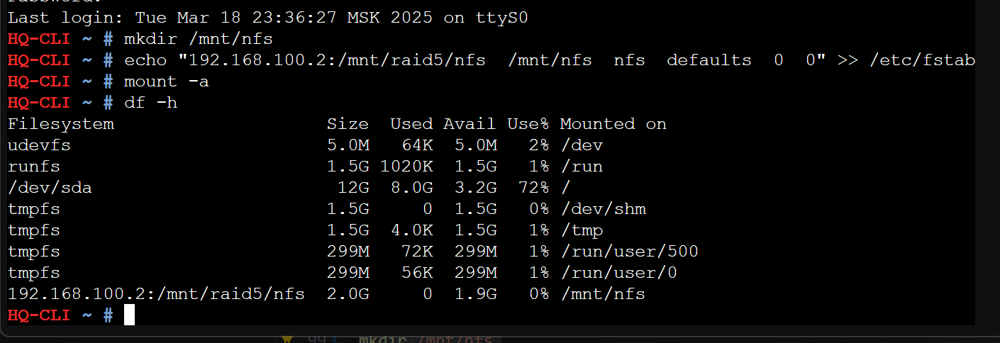 Last login: Tue Mar 18 23:36:27 MSK 2025 on ttyS0
HQ-CLI ~ # mkdir /mnt/nfs
HQ-CLI ~ # echo "192.168.100.2:/mnt/raid5/nfs  /mnt/nfs  nfs  defaults  0  0" >> /etc/fstab
HQ-CLI ~ # mount -a
HQ-CLI ~ # df -h
Filesystem                    Size  Used Avail Use% Mounted on
udevfs                        5.0M   64K  5.0M   2% /dev
runfs                         1.5G 1020K  1.5G   1% /run
/dev/sda                       12G  8.0G  3.2G  72% /
tmpfs                         1.5G     0  1.5G   0% /dev/shm
tmpfs                         1.5G  4.0K  1.5G   1% /tmp
tmpfs                         299M   72K  299M   1% /run/user/500
tmpfs                         299M   56K  299M   1% /run/user/0
192.168.100.2:/mnt/raid5/nfs  2.0G     0  1.9G   0% /mnt/nfs
HQ-CLI ~ #
mkdir /mnt/nfs